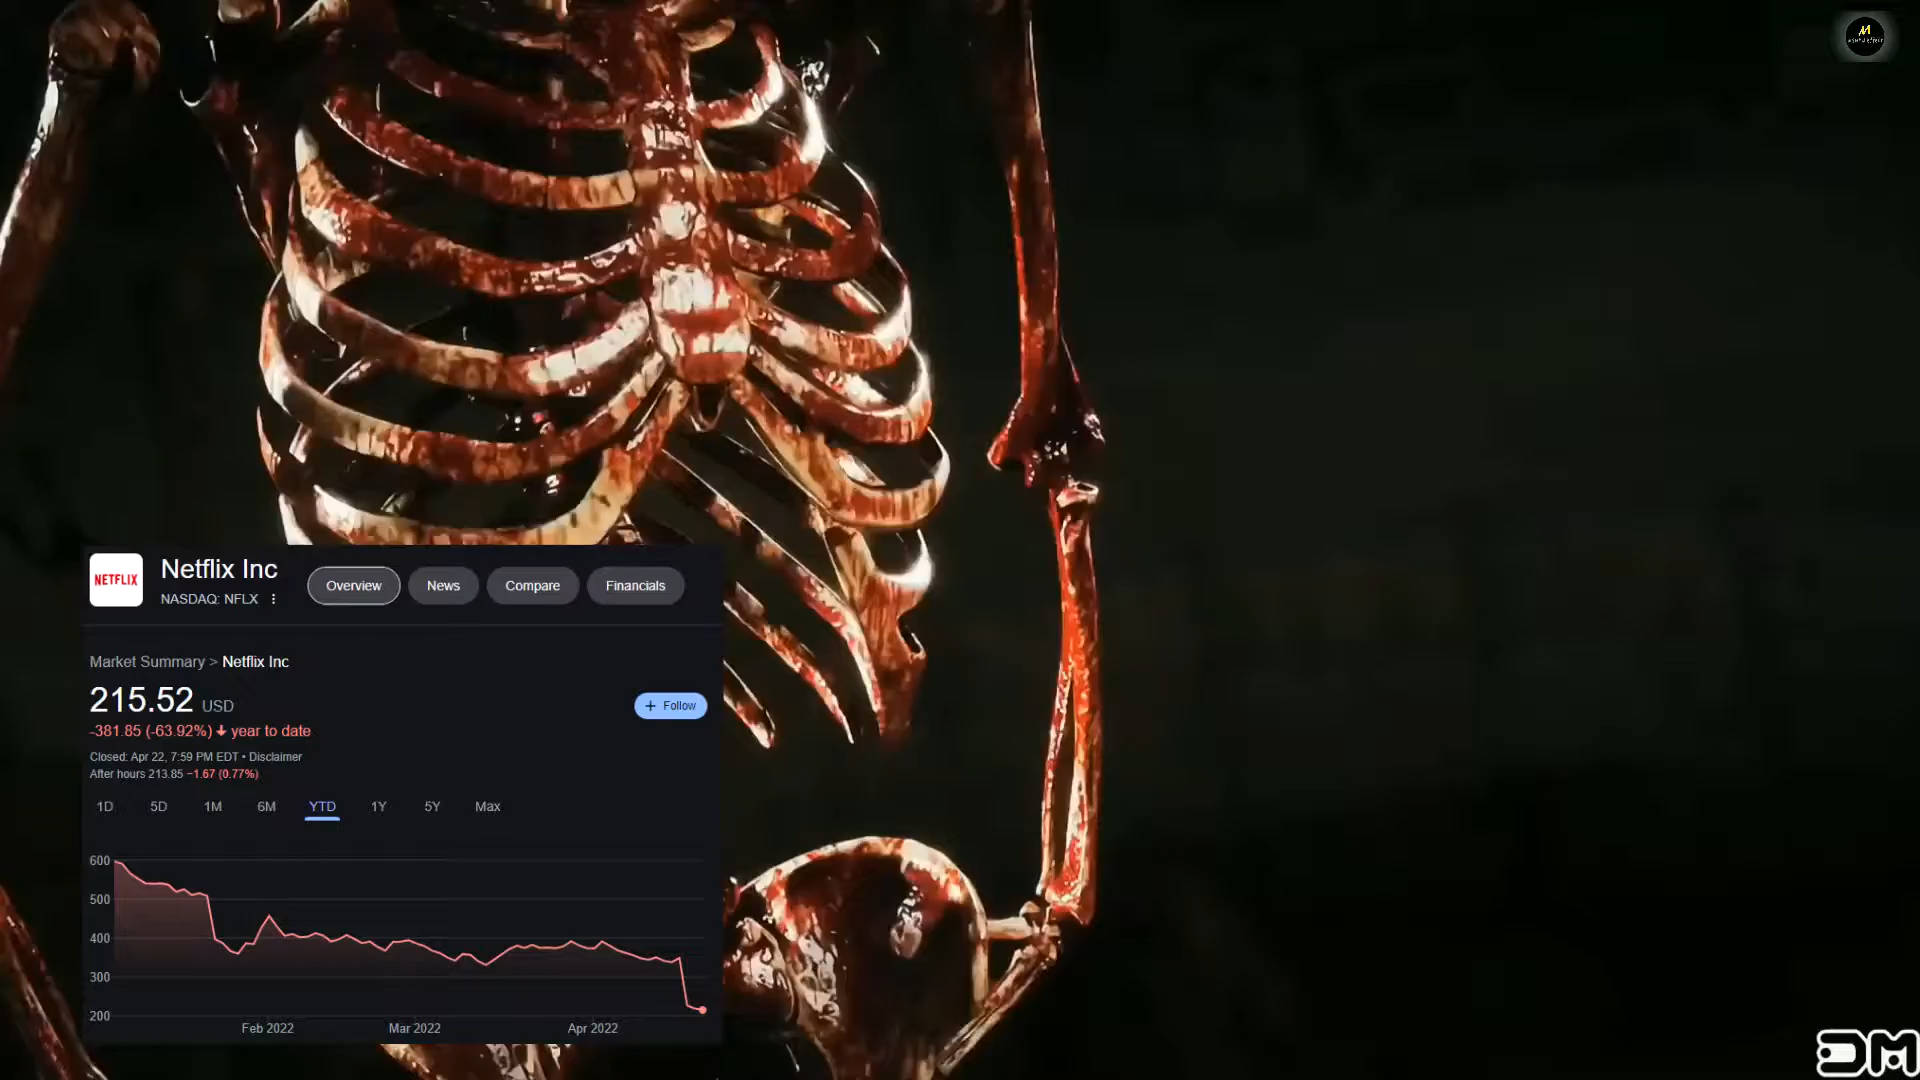 M
NETFLIX
Netflix Inc
NASDAQ: NFLX
Overview
News
Compare
Financials
Market Summary > Netflix Inc
215.52 USD
+ Follow
-381.85 (-63.92%) ↓ year to date
Closed: Apr 22, 7:59 PM EDT • Disclaimer
After hours 213.85 −1.67 (0.77%)
1D 5D 1M 6M YTD 1Y 5Y Max
600
500
400
300
200
Feb 2022 Mar 2022 Apr 2022
DM